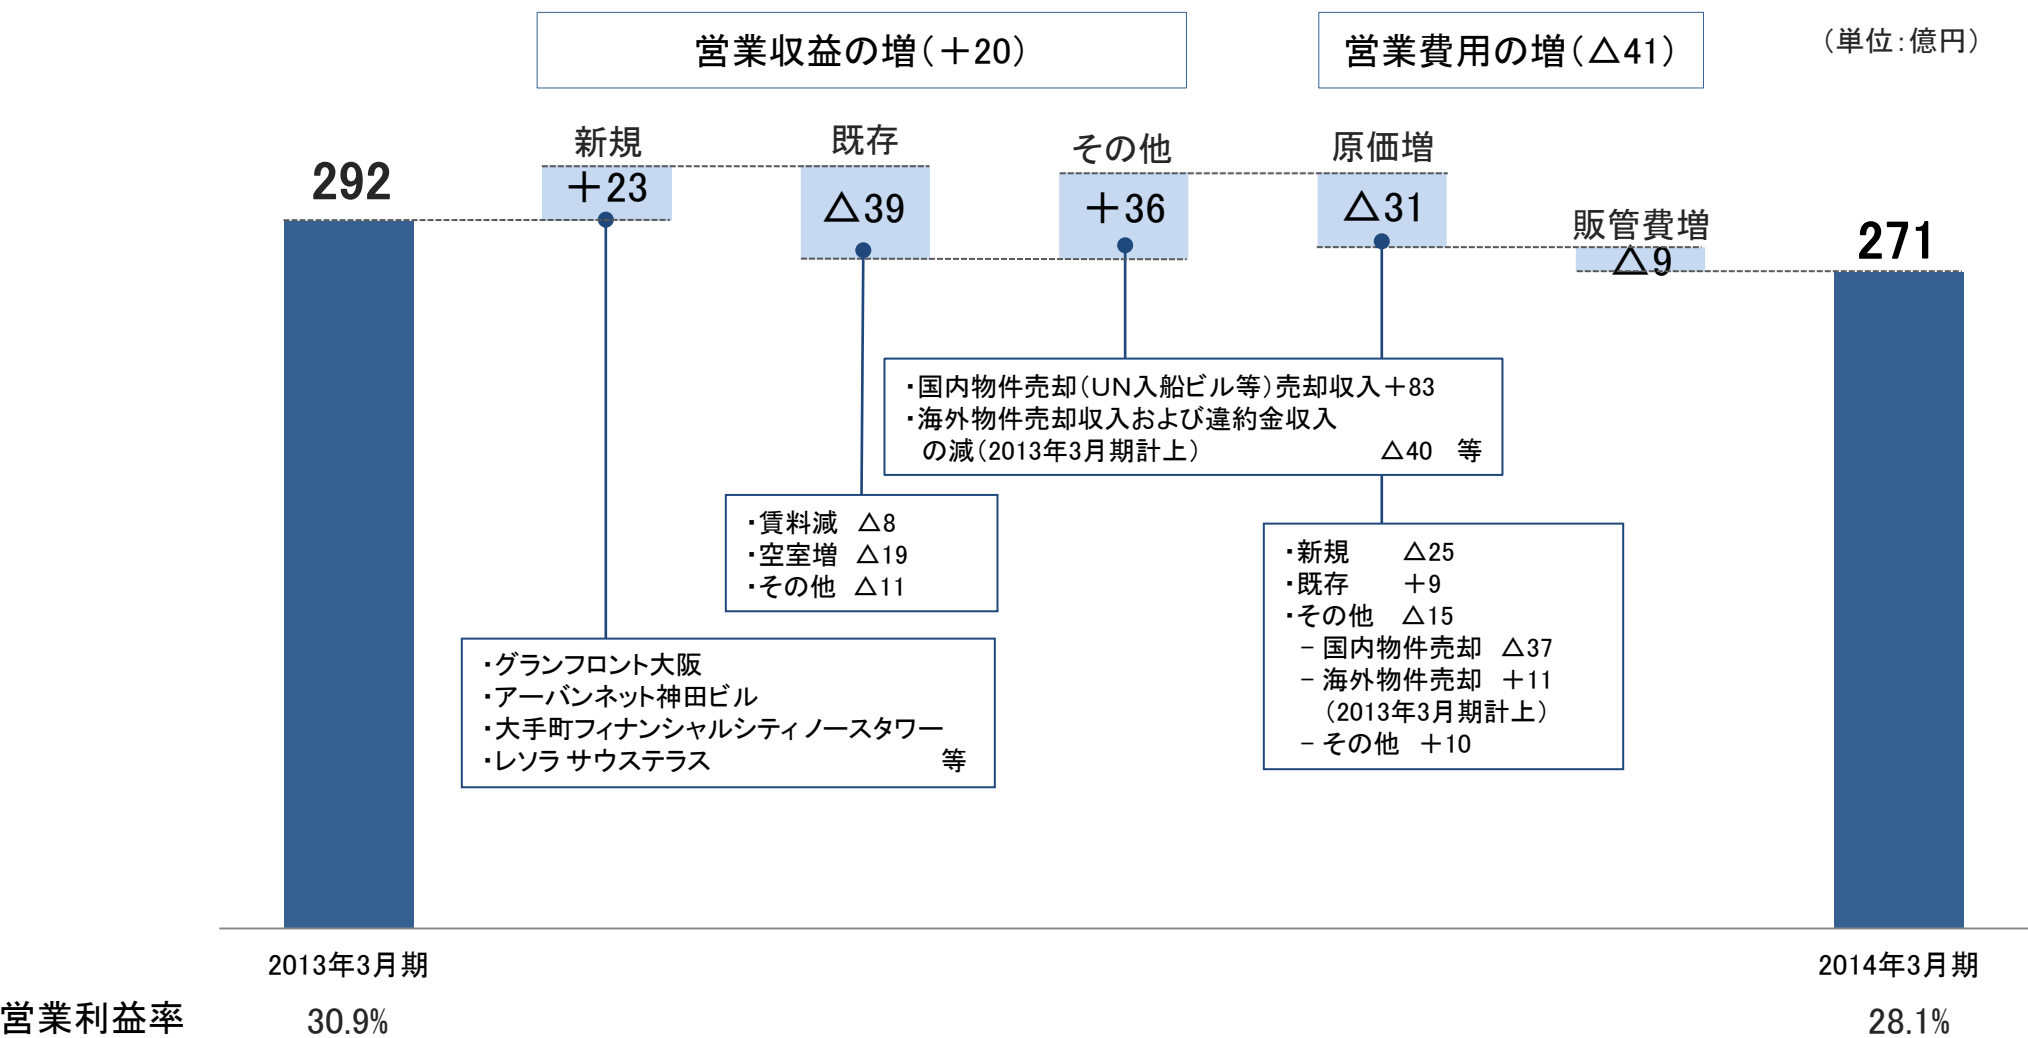 営業収益の増（＋20）
営業費用の増（△41）
（単位：億円）
292
新規
＋23
既存
△39
その他
＋36
原価増
△31
販管費増
△9
271
・国内物件売却（UN入船ビル等）売却収入＋83
・海外物件売却収入および違約金収入
の減（2013年3月期計上） △40 等
・賃料減 △8
・空室増 △19
・その他 △11
・新規 △25
・既存 ＋9
・その他 △15
－国内物件売却 △37
－海外物件売却 ＋11
（2013年3月期計上）
－その他 ＋10
・グランフロント大阪
・アーバンネット神田ビル
・大手町フィナンシャルシティ ノースタワー
・レソラ サウステラス 等
2013年3月期
2014年3月期
営業利益率 30.9% 28.1%